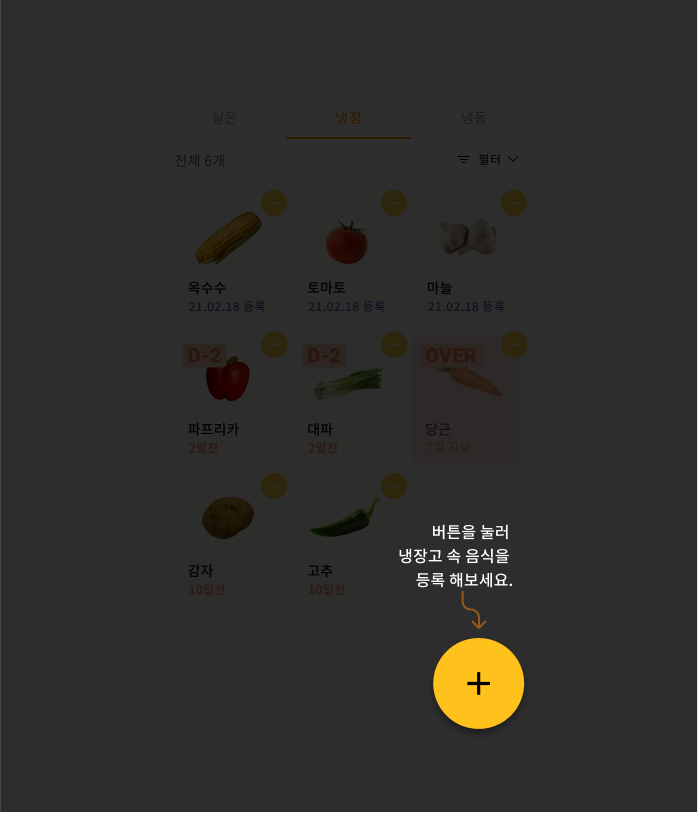 실온 냉장 냉동
전체 6개 필터
옥수수 토마토 마늘
21.02.18 등록 21.02.18 등록 21.02.18 등록
D-2 D-2 OVER
파프리카 대파 당근
2일전 2일전 7일 지남
감자 고추
10일전 10일전
버튼을 눌러
냉장고 속 음식을
등록 해보세요.